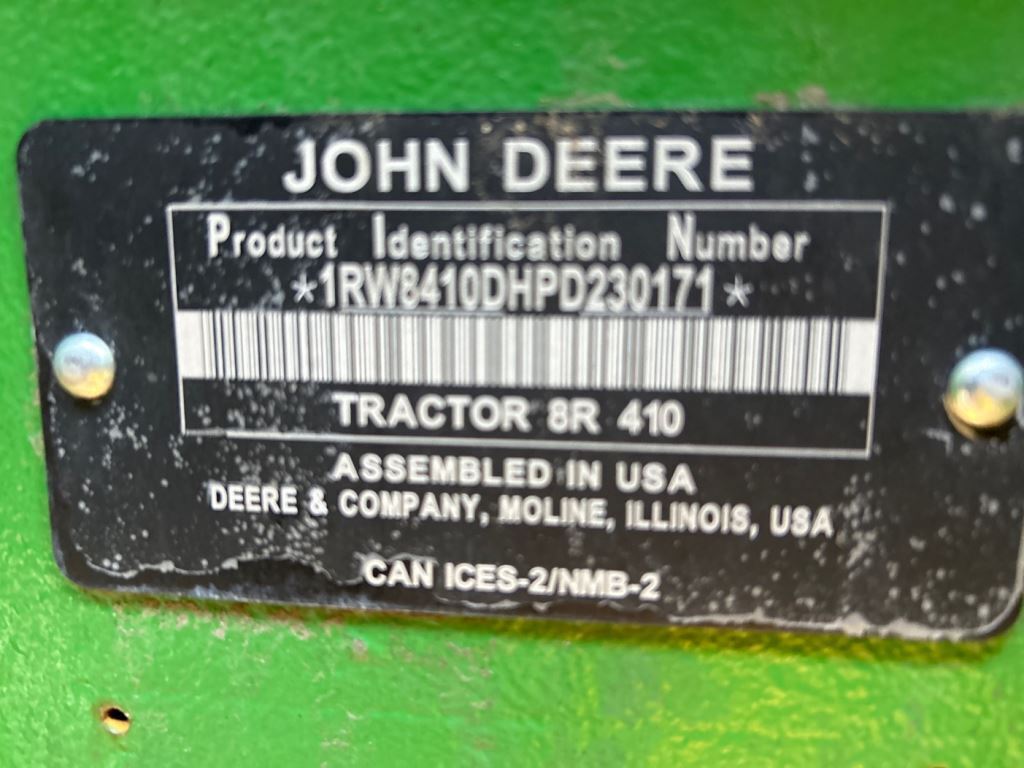 JOHN DEERE
Product Identification Number
*1RW8410DHPD230171*
TRACTOR 8R 410
ASSEMBLED IN USA
DEERE & COMPANY, MOLINE, ILLINOIS, USA
CAN ICES-2/NMB-2